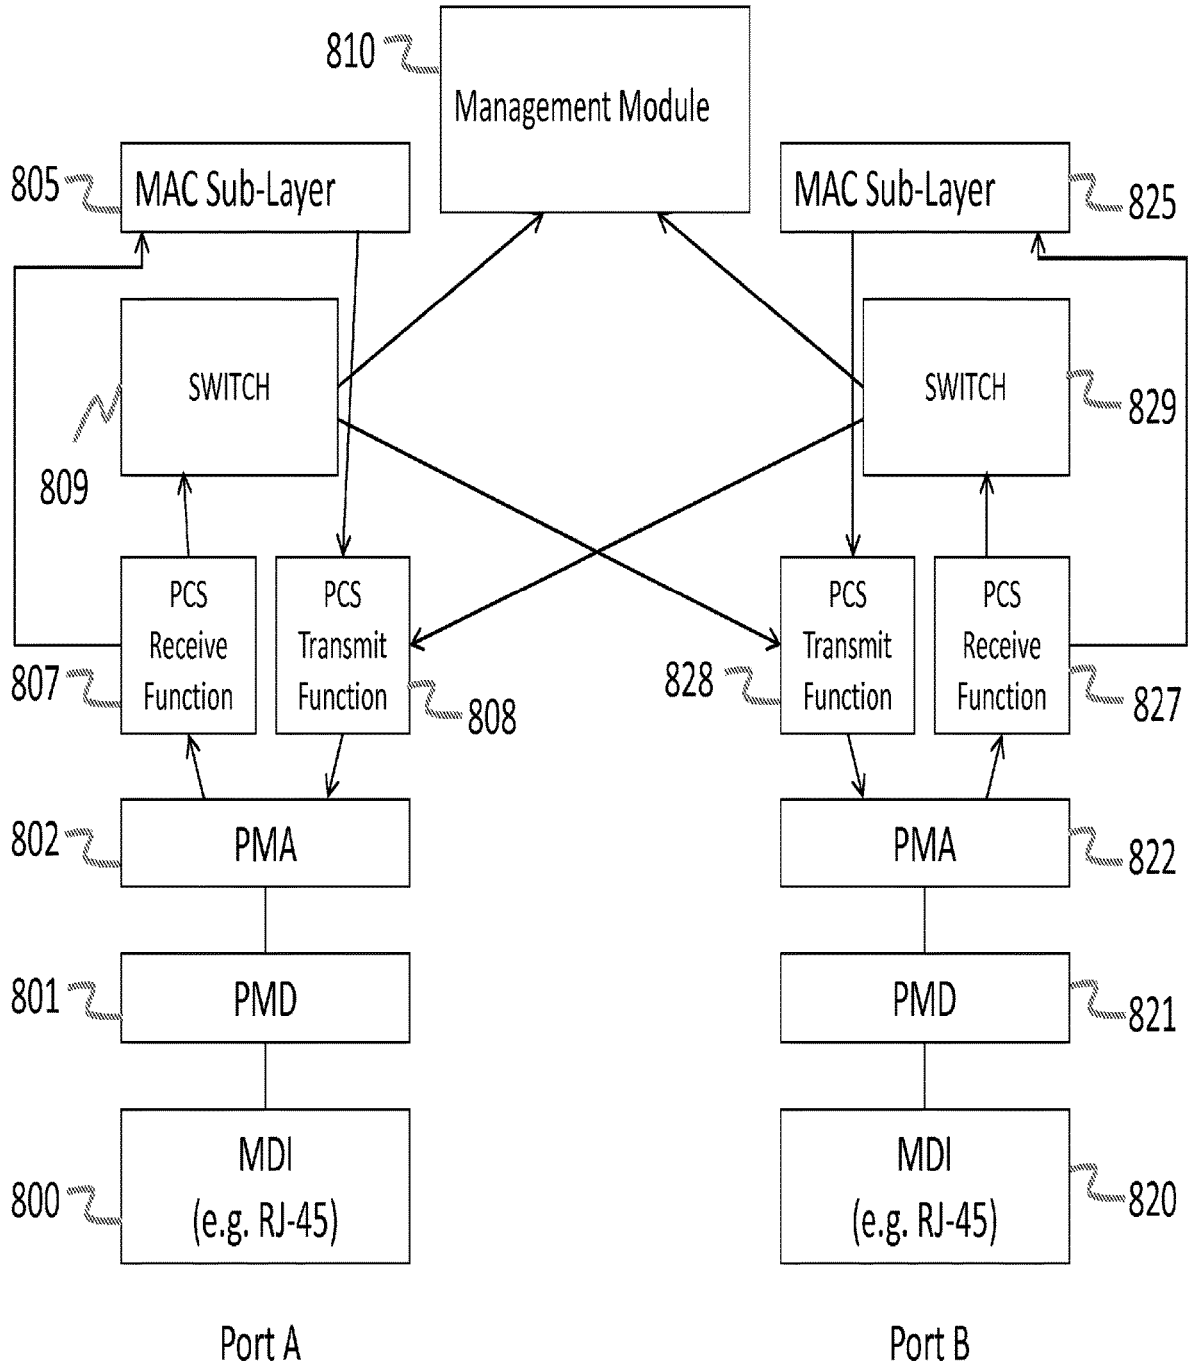 810
Management Module
805
MAC Sub-Layer
MAC Sub-Layer
825
SWITCH
SWITCH
829
809
PCS
Receive
Function
PCS
Transmit
Function
PCS
Transmit
Function
PCS
Receive
Function
807
808
828
827
802
PMA
PMA
822
801
PMD
PMD
821
800
MDI
(e.g. RJ-45)
MDI
(e.g. RJ-45)
820
Port A
Port B